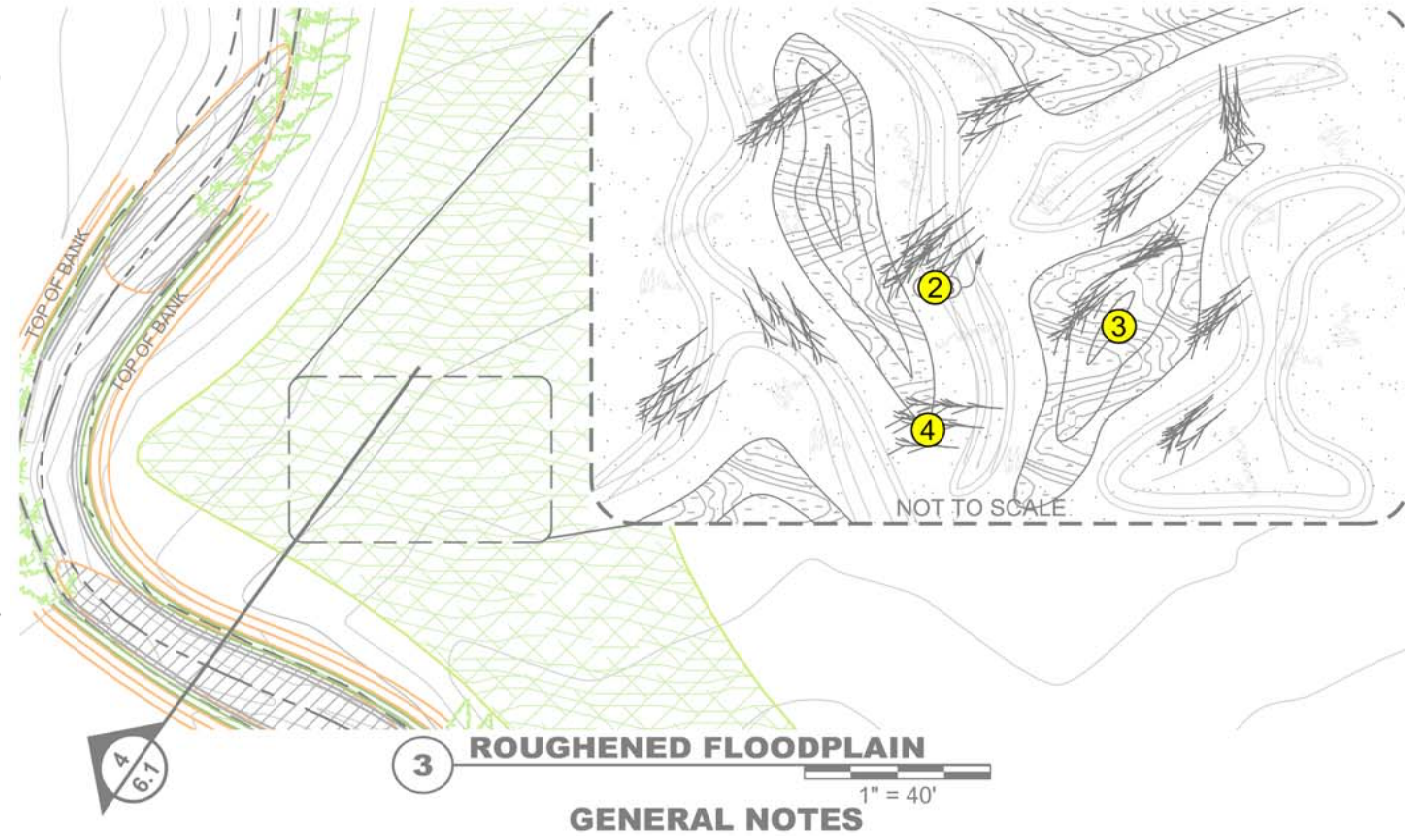 TOP OF BANK
TOP OF BANK
2
3
4
NOT TO SCALE
4
6.1
3
ROUGHENED FLOODPLAIN
1" = 40'
GENERAL NOTES